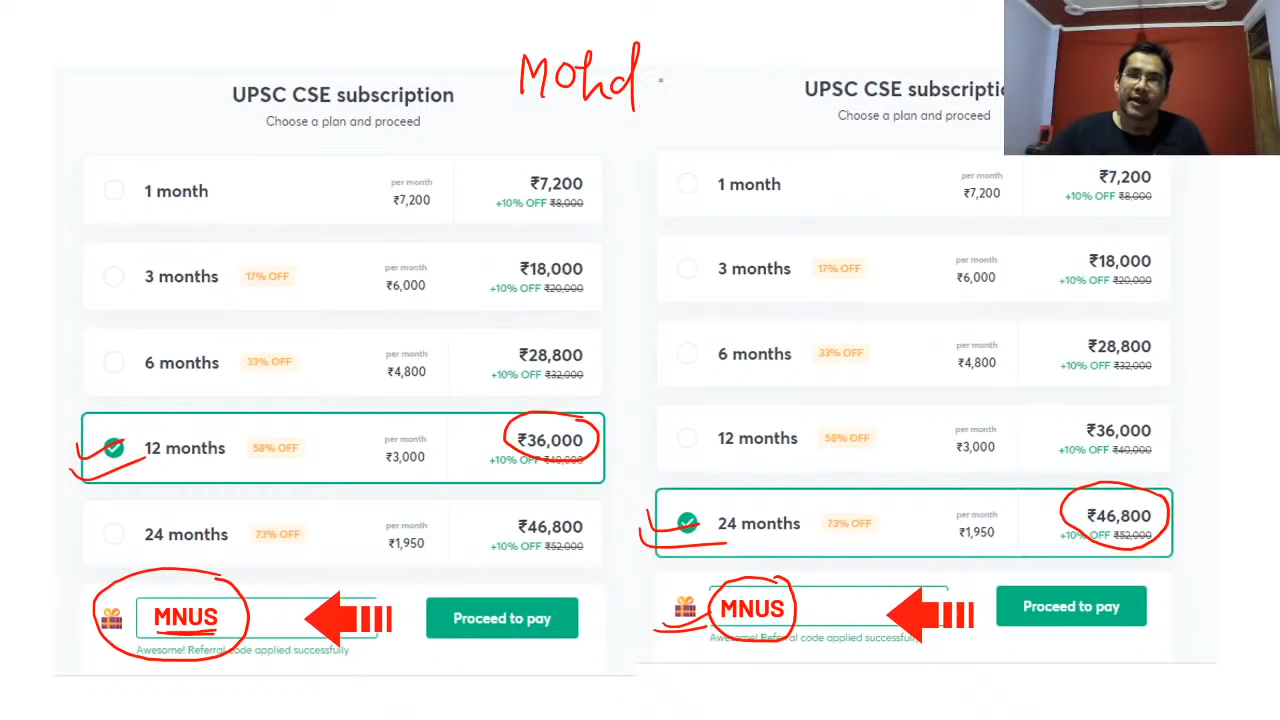 Mohd
UPSC CSE subscription
Choose a plan and proceed
1 month
per month
₹7,200
₹7,200
+10% OFF ₹8,000
3 months
17% OFF
per month
₹6,000
₹18,000
+10% OFF ₹20,000
6 months
33% OFF
per month
₹4,800
₹28,800
+10% OFF ₹32,000
12 months
58% OFF
per month
₹3,000
₹36,000
+10% OFF ₹40,000
24 months
73% OFF
per month
₹1,950
₹46,800
+10% OFF ₹52,000
MNUS
Proceed to pay
Awesome! Referral code applied successfully
UPSC CSE subscriptio
Choose a plan and proceed
1 month
per month
₹7,200
₹7,200
+10% OFF ₹8,000
3 months
17% OFF
per month
₹6,000
₹18,000
+10% OFF ₹20,000
6 months
33% OFF
per month
₹4,800
₹28,800
+10% OFF ₹32,000
12 months
58% OFF
per month
₹3,000
₹36,000
+10% OFF ₹40,000
24 months
73% OFF
per month
₹1,950
₹46,800
+10% OFF ₹52,000
MNUS
Proceed to pay
Awesome! Referral code applied successfully